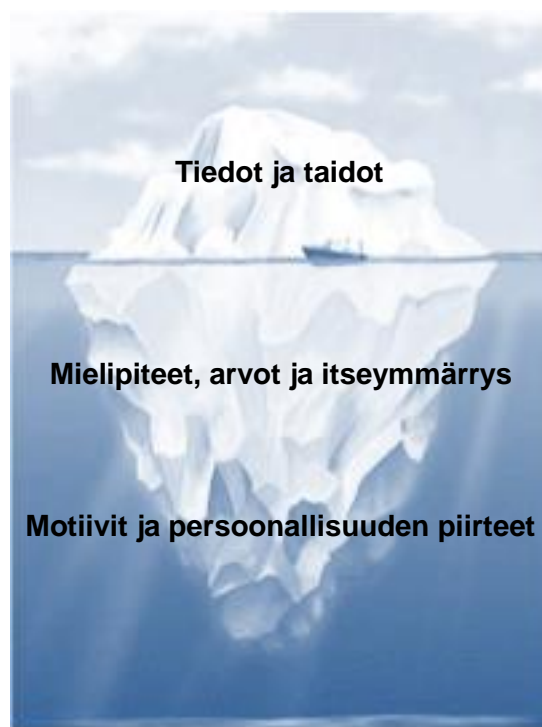 Tiedot ja taidot
Mielipiteet, arvot ja itseymmärrys
Motiivit ja persoonallisuuden piirteet